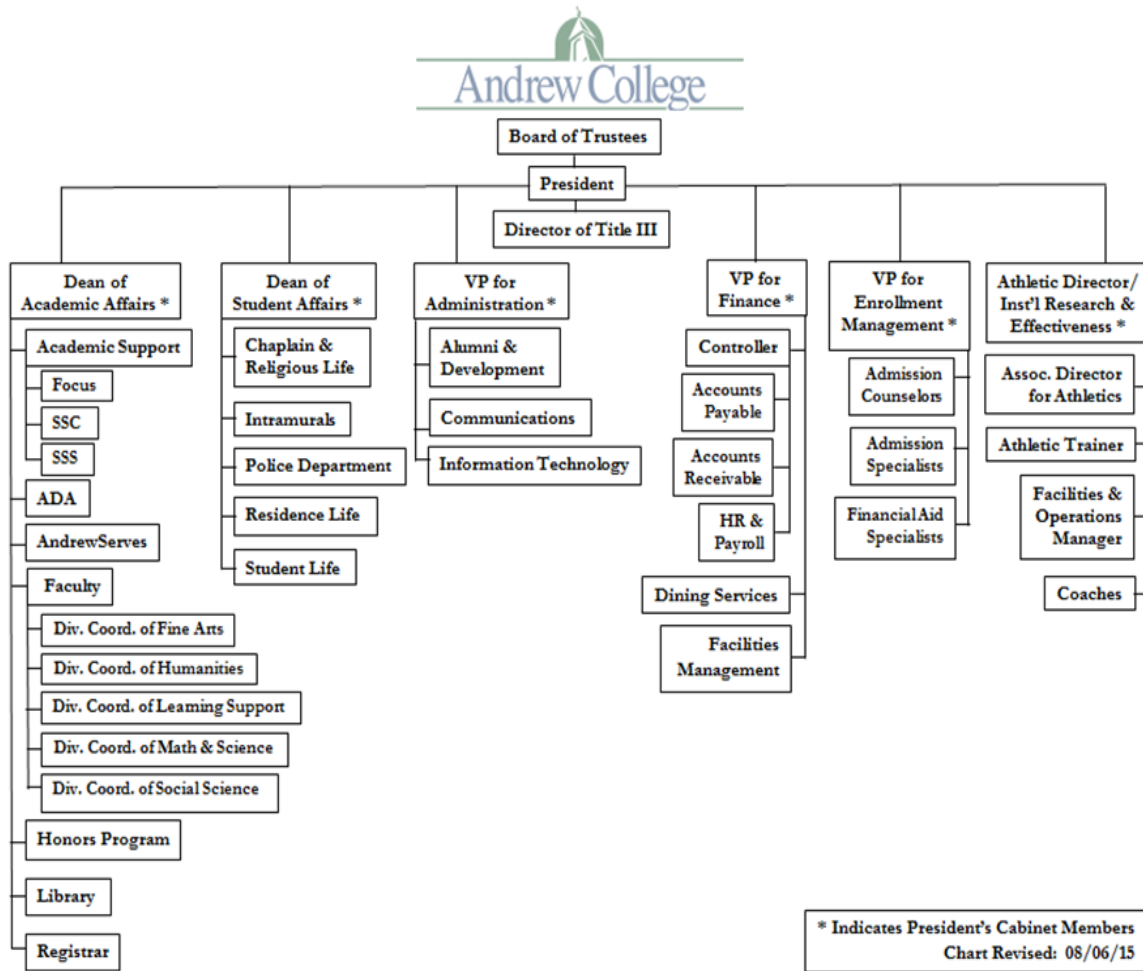 Andrew College
Board of Trustees
President
Director of Title III
Dean of
Academic Affairs *
Academic Support
Focus
SSC
SSS
ADA
AndrewServes
Faculty
Div. Coord. of Fine Arts
Div. Coord. of Humanities
Div. Coord. of Learning Support
Div. Coord. of Math & Science
Div. Coord. of Social Science
Honors Program
Library
Registrar
Dean of
Student Affairs *
Chaplain &
Religious Life
Intramurals
Police Department
Residence Life
Student Life
VP for
Administration *
Alumni &
Development
Communications
Information Technology
VP for
Finance *
Controller
Accounts
Payable
Accounts
Receivable
HR &
Payroll
Dining Services
Facilities
Management
VP for
Enrollment
Management *
Admission
Counselors
Admission
Specialists
Financial Aid
Specialists
Athletic Director/
Inst'l Research &
Effectiveness *
Assoc. Director
for Athletics
Athletic Trainer
Facilities &
Operations
Manager
Coaches
* Indicates President's Cabinet Members
Chart Revised: 08/06/15